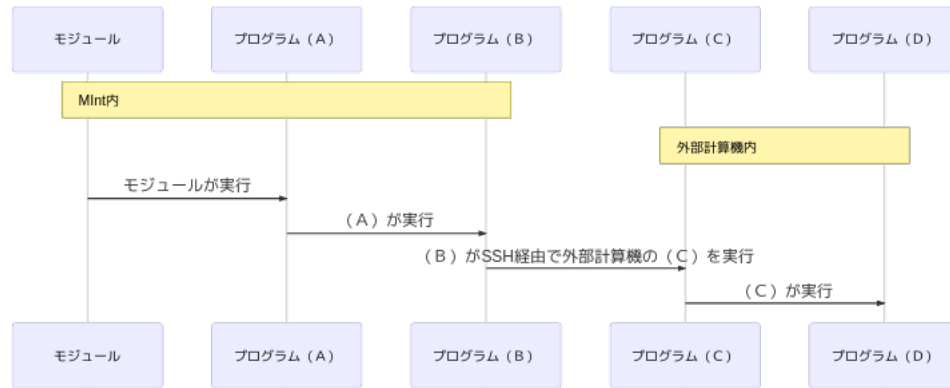 モジュール
プログラム（A）
プログラム（B）
プログラム（C）
プログラム（D）
MInt内
外部計算機内
モジュールが実行
（A）が実行
（B）がSSH経由で外部計算機の（C）を実行
（C）が実行
モジュール
プログラム（A）
プログラム（B）
プログラム（C）
プログラム（D）